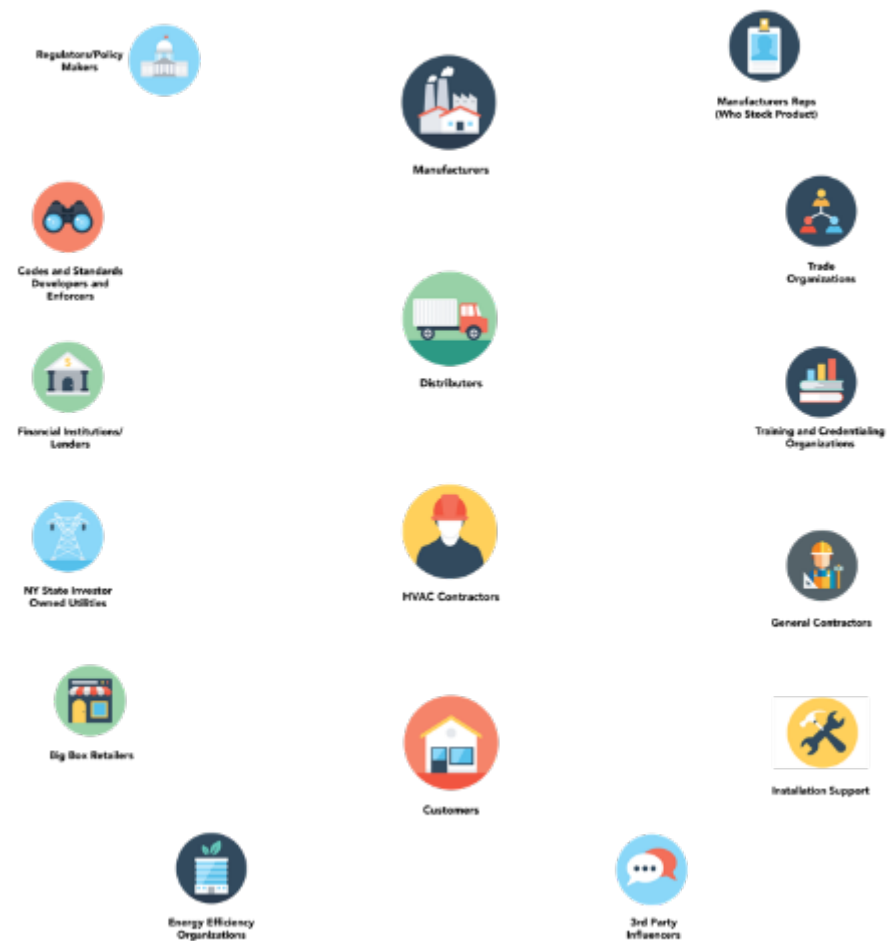 Regulators/Policy
Makers
Manufacturers
Manufacturers Reps
(Who Stock Product)
Codes and Standards
Developers and
Enforcers
Trade
Organizations
Distributors
Financial Institutions/
Lenders
Training and Credentialing
Organizations
NY State Investor
Owned Utilities
HVAC Contractors
General Contractors
Big Box Retailers
Customers
Installation Support
Energy Efficiency
Organizations
3rd Party
Influencers